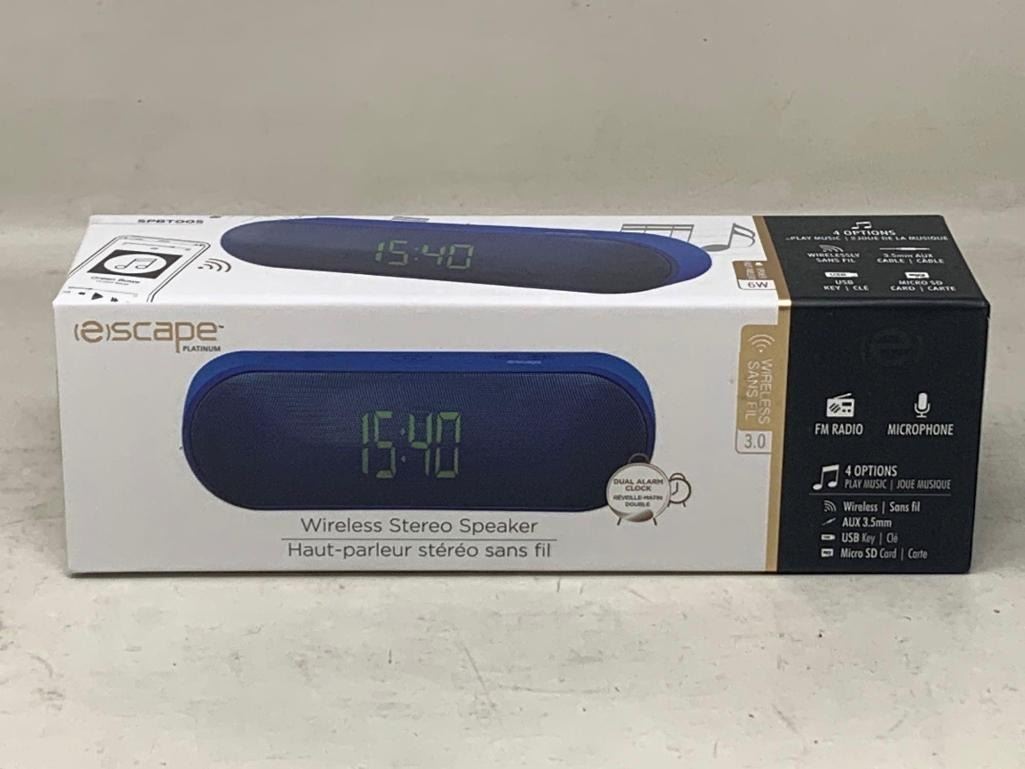 SPBT005
15:40
6W
4 OPTIONS
PLAY MUSIC | JOUE DE LA MUSIQUE
WIRELESSLY
SANS FIL
3.5mm AUX
CABLE | CÂBLE
USB
KEY | CLÉ
MICRO SD
CARD | CARTE
(e)scape™
PLATINUM
15:40
DUAL ALARM
CLOCK
RÉVEILLE-MATIN
DOUBLE
Wireless Stereo Speaker
Haut-parleur stéréo sans fil
WIRELESS
SANS FIL
3.0
FM RADIO
MICROPHONE
4 OPTIONS
PLAY MUSIC | JOUE MUSIQUE
Wireless | Sans fil
AUX 3.5mm
USB Key | Clé
Micro SD Card | Carte